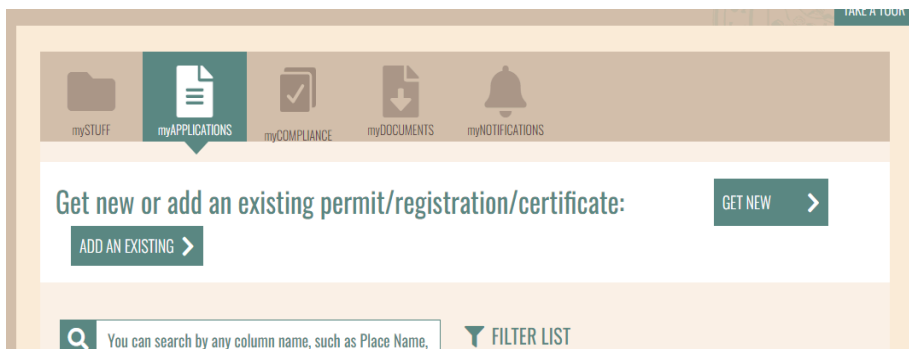 TAKE A TOUR
mySTUFF
myAPPLICATIONS
myCOMPLIANCE
myDOCUMENTS
myNOTIFICATIONS
Get new or add an existing permit/registration/certificate:
GET NEW
ADD AN EXISTING
You can search by any column name, such as Place Name,
FILTER LIST